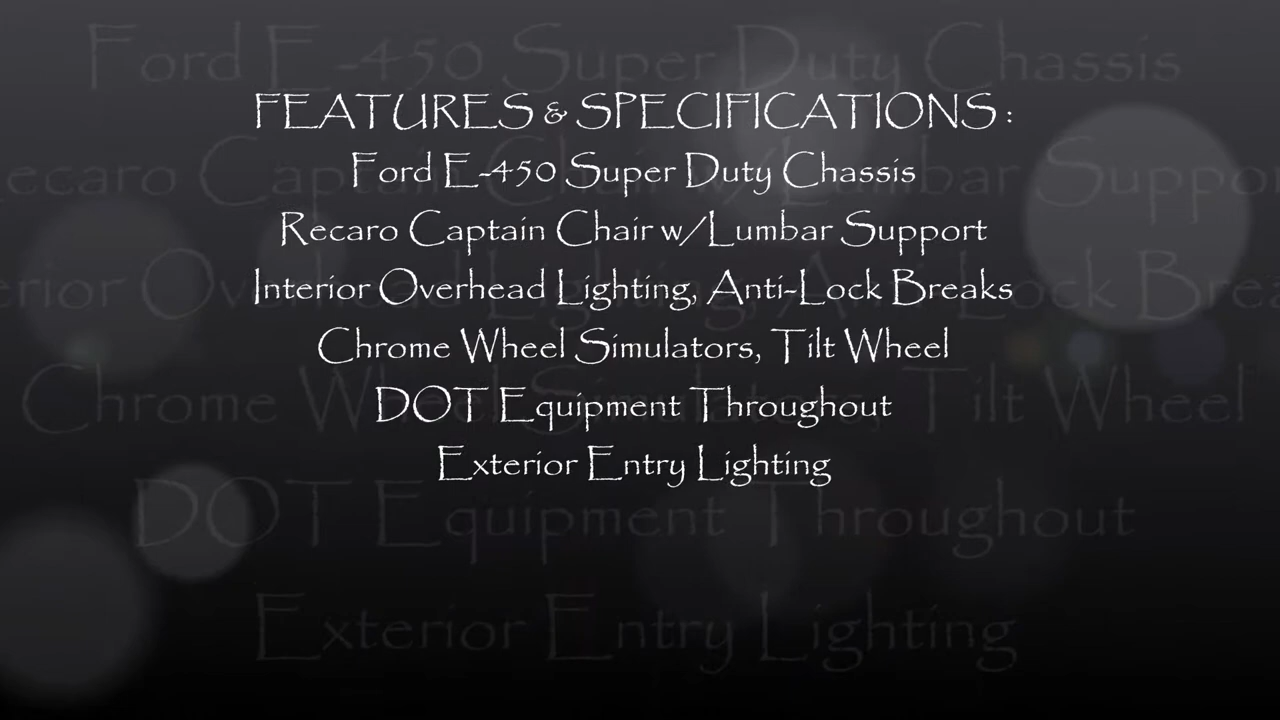 FEATURES & SPECIFICATIONS :
Ford E-450 Super Duty Chassis
Recaro Captain Chair w/Lumbar Support
Interior Overhead Lighting, Anti-Lock Breaks
Chrome Wheel Simulators, Tilt Wheel
DOT Equipment Throughout
Exterior Entry Lighting